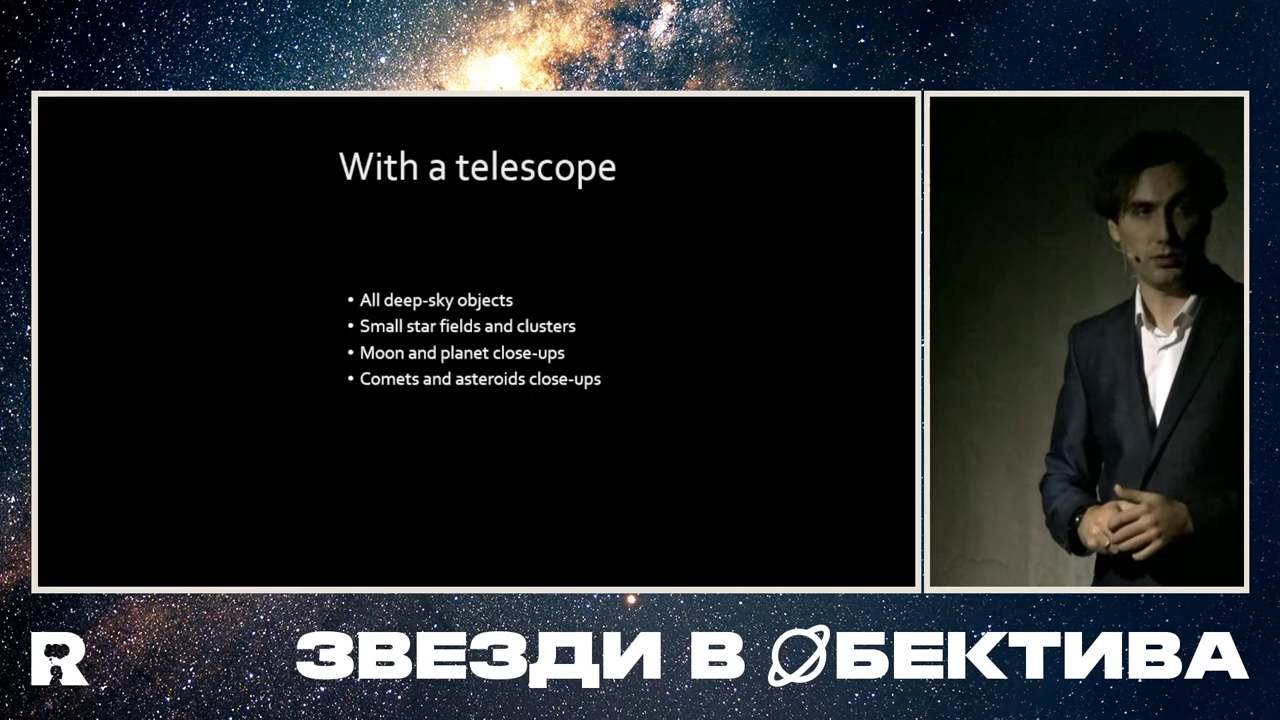 With a telescope
• All deep-sky objects
• Small star fields and clusters
• Moon and planet close-ups
• Comets and asteroids close-ups
R
ЗВЕЗДИ В ОБЕКТИВА